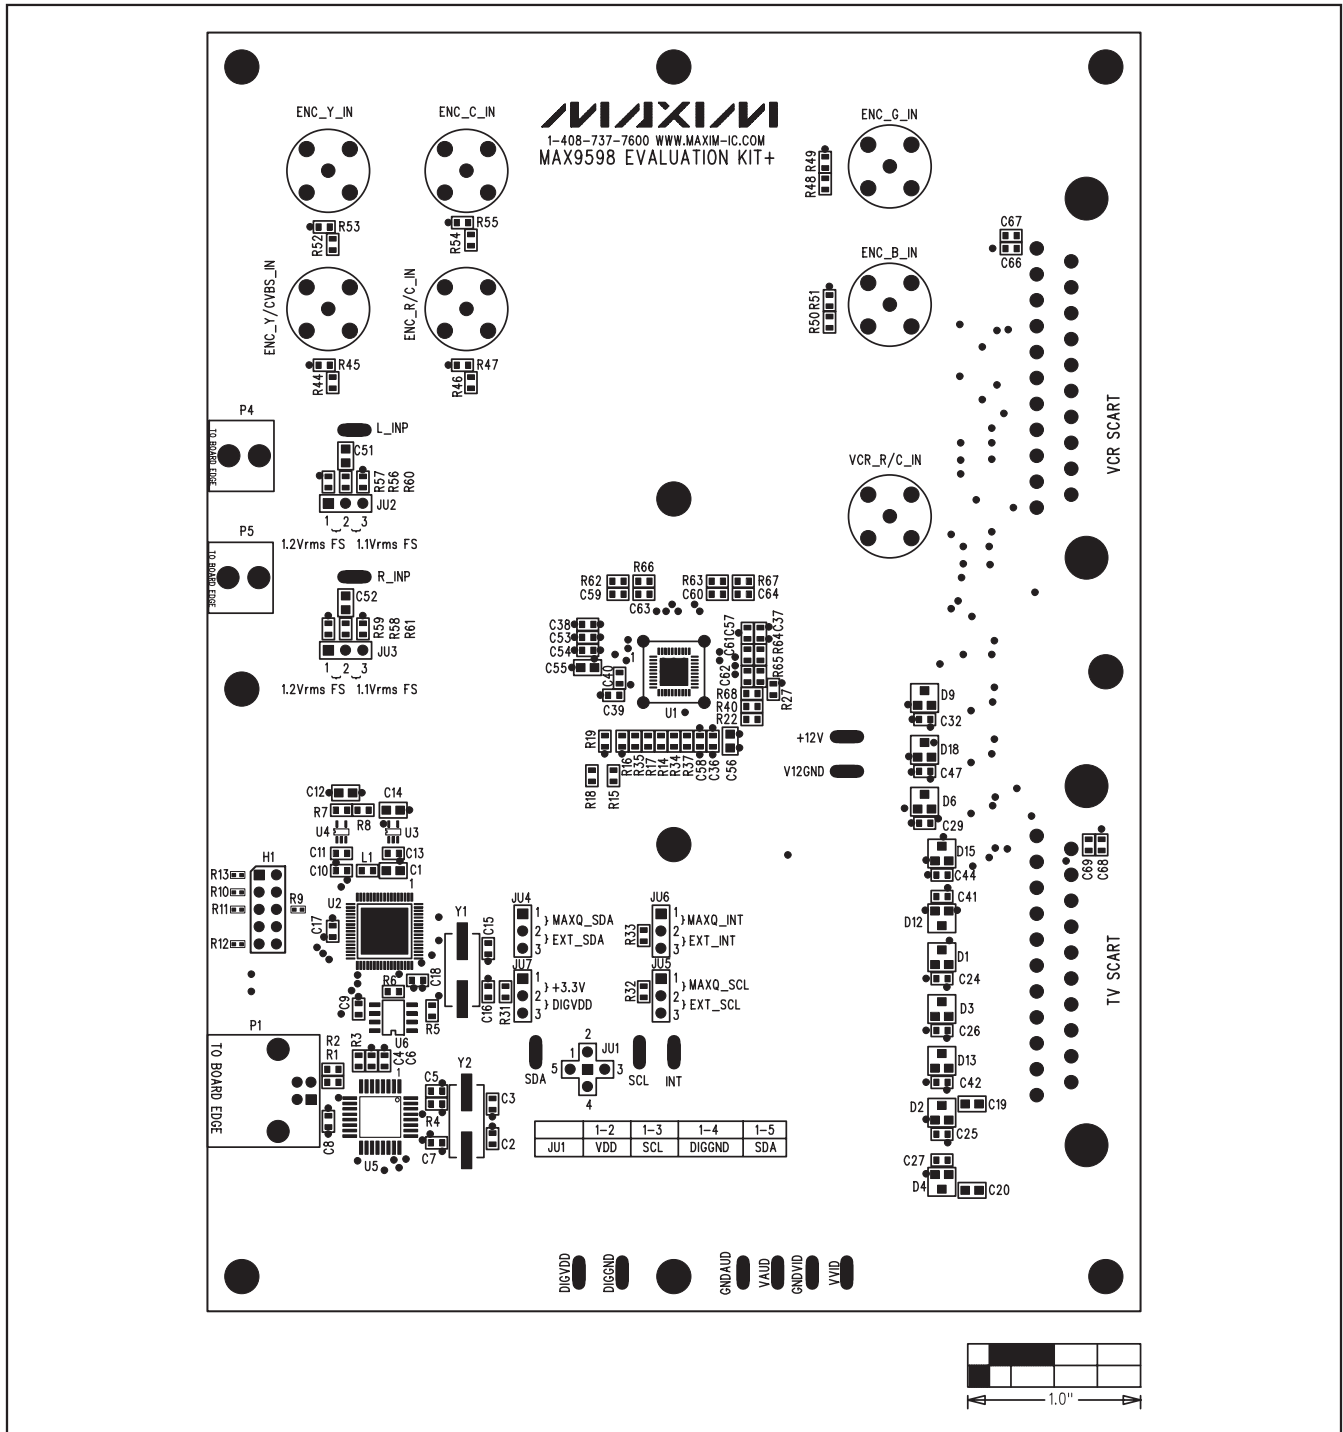 MAXIM
1-408-737-7600 WWW.MAXIM-IC.COM
MAX9598 EVALUATION KIT+
ENC_Y_IN
ENC_C_IN
ENC_G_IN
R49
R48
R53
R52
R55
R54
C67
C66
ENC_Y/CVBS_IN
ENC_R/C_IN
ENC_B_IN
R51
R50
R45
R44
R47
R46
P4
TO BOARD EDGE
L_INP
C51
R57
R56
R60
JU2
1 2 3
1.2Vrms FS 1.1Vrms FS
VCR_R/C_IN
VCR SCART
P5
TO BOARD EDGE
R_INP
C52
R59
R58
R61
JU3
1 2 3
1.2Vrms FS 1.1Vrms FS
R62
R66
R63
R67
C59
C63
C60
C64
C38
C53
C54
C55
C40
C39
1
U1
C57
C37
C61
R64
C62
R65
R68
R40
R22
R27
R19
R16
R35
R17
R14
R34
R37
C58
C36
C56
R18
R15
+12V
V12GND
D9
C32
D18
C47
D6
C29
D15
C44
C41
D12
D1
C24
D3
C26
D13
C42
D2
C19
C25
C27
D4
C20
C69
C68
TV SCART
C12
C14
R7
R8
U4
U3
C11
C13
C10
L1
C1
H1
R13
R10
R11
R9
R12
U2
1
C17
Y1
C15
C18
R6
C9
U6
R5
C16
R31
JU4
1
2
3
MAXQ_SDA
EXT_SDA
JU6
R33
1
2
3
MAXQ_INT
EXT_INT
JU7
1
2
3
+3.3V
DIGVDD
JU5
R32
1
2
3
MAXQ_SCL
EXT_SCL
P1
TO BOARD EDGE
R2
R1
R3
C4
C6
1
C8
U5
C5
R4
C7
Y2
C3
C2
SDA
2
1
JU1
5
3
4
SCL
INT
1-2 1-3 1-4 1-5
JU1 VDD SCL DIGGND SDA
DIGVDD
DIGGND
GNDAUD
VAUD
GNDVID
VVID
1.0"